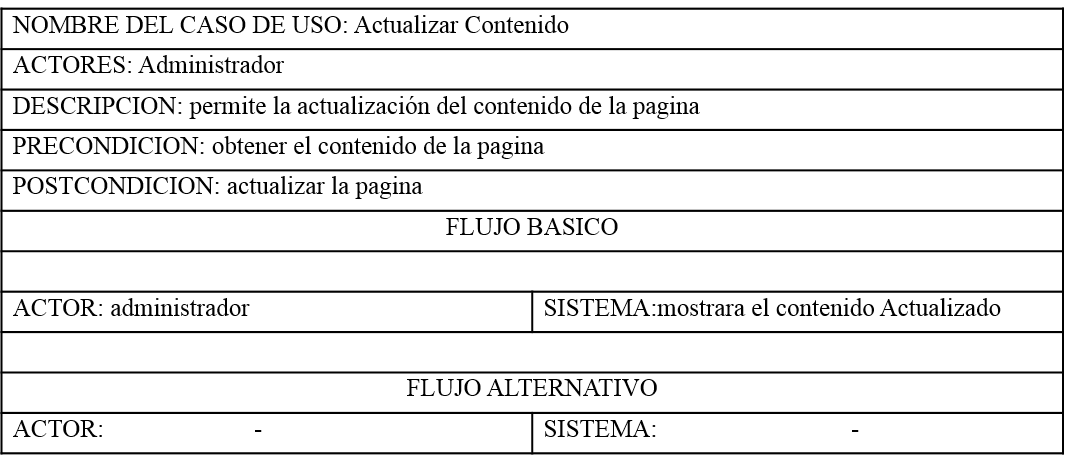 NOMBRE DEL CASO DE USO: Actualizar Contenido
ACTORES: Administrador
DESCRIPCION: permite la actualización del contenido de la pagina
PRECONDICION: obtener el contenido de la pagina
POSTCONDICION: actualizar la pagina
FLUJO BASICO
ACTOR: administrador
SISTEMA:mostrara el contenido Actualizado
FLUJO ALTERNATIVO
ACTOR: -
SISTEMA: -